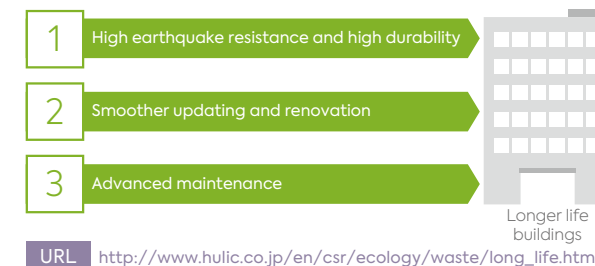 1 High earthquake resistance and high durability
2 Smoother updating and renovation
3 Advanced maintenance
Longer life
buildings
URL http://www.hulic.co.jp/en/csr/ecology/waste/long_life.htm